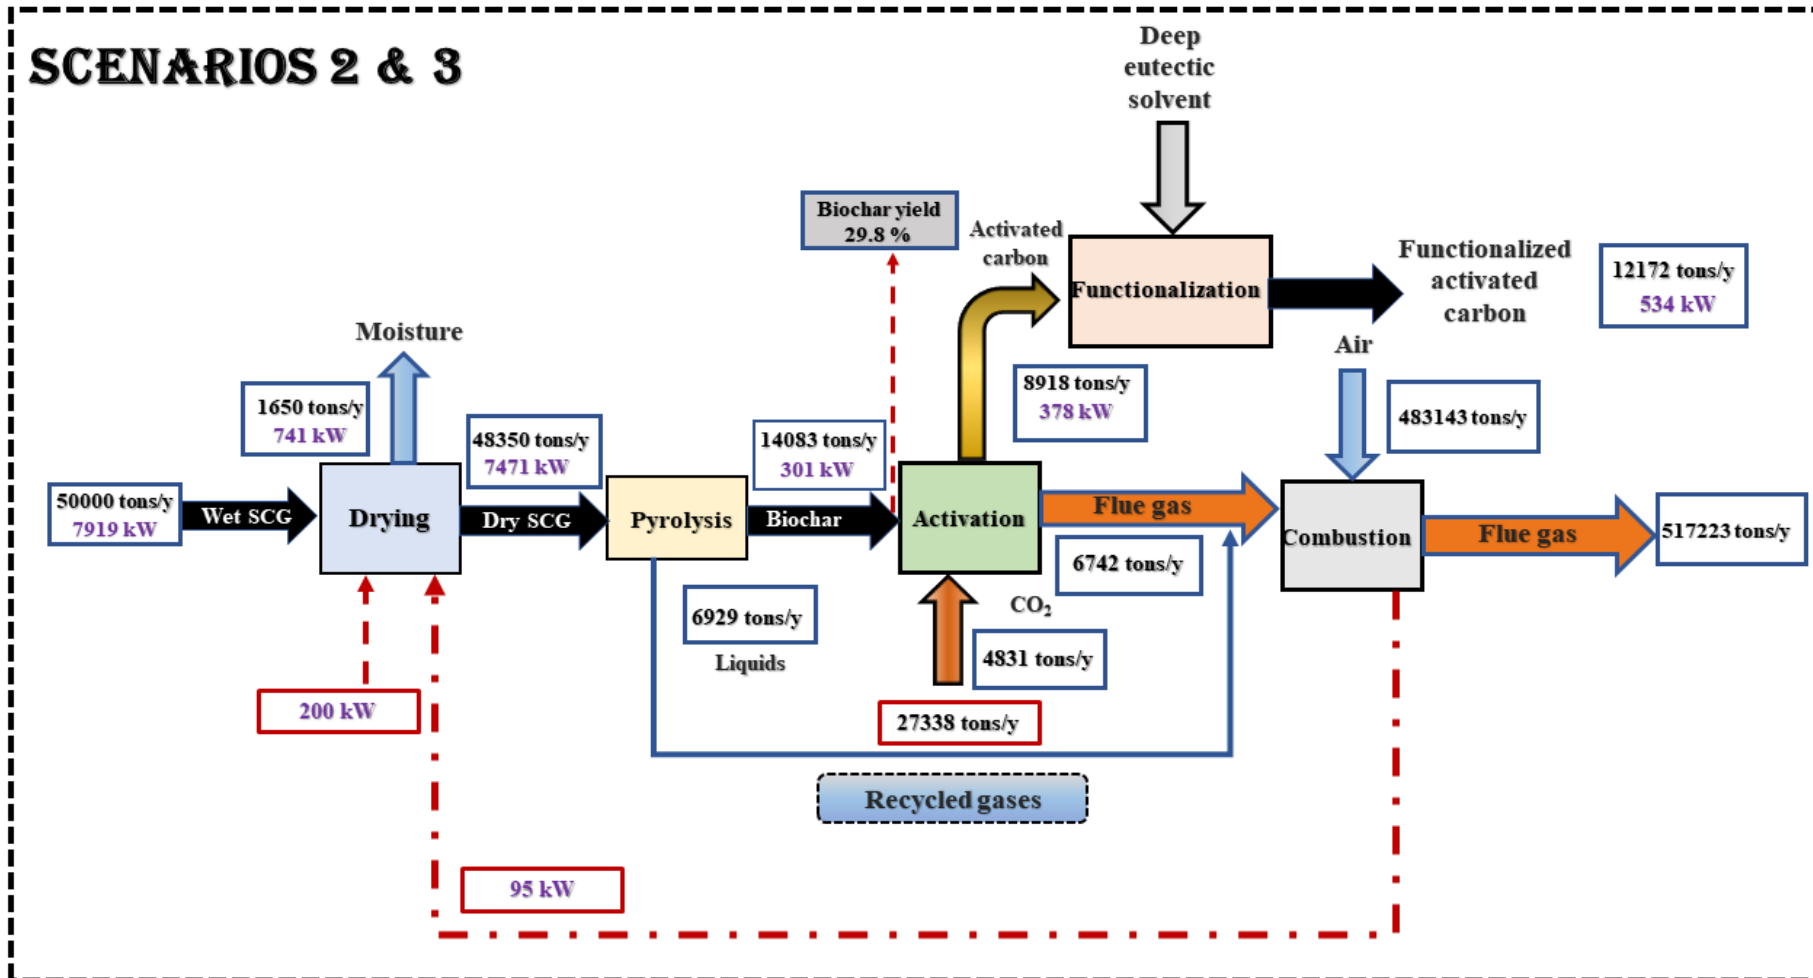 SCENARIOS 2 & 3
Deep
eutectic
solvent
Biochar yield
29.8 %
Activated
carbon
Functionalization
Functionalized
activated
carbon
12172 tons/y
534 kW
Moisture
Air
1650 tons/y
741 kW
48350 tons/y
7471 kW
14083 tons/y
301 kW
8918 tons/y
378 kW
483143 tons/y
50000 tons/y
7919 kW
Wet SCG
Drying
Dry SCG
Pyrolysis
Biochar
Activation
Flue gas
Combustion
Flue gas
517223 tons/y
6742 tons/y
6929 tons/y
Liquids
CO₂
4831 tons/y
200 kW
27338 tons/y
Recycled gases
95 kW